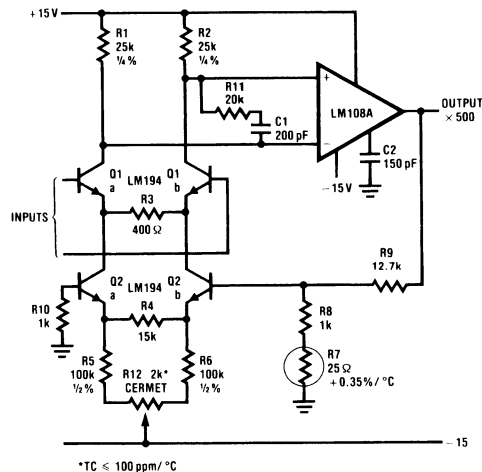 +15V
R1
25k
¼%
R2
25k
¼%
R11
20k
C1
200 pF
+
−
LM108A
OUTPUT
× 500
C2
150 pF
−15V
Q1
a
LM194
Q1
b
INPUTS
R3
400 Ω
R9
12.7k
Q2
a
LM194
Q2
b
R10
1k
R4
15k
R8
1k
R5
100k
½%
R12 2k*
CERMET
R6
100k
½%
R7
25 Ω
+0.35%/°C
−15
*TC ≤ 100 ppm/°C